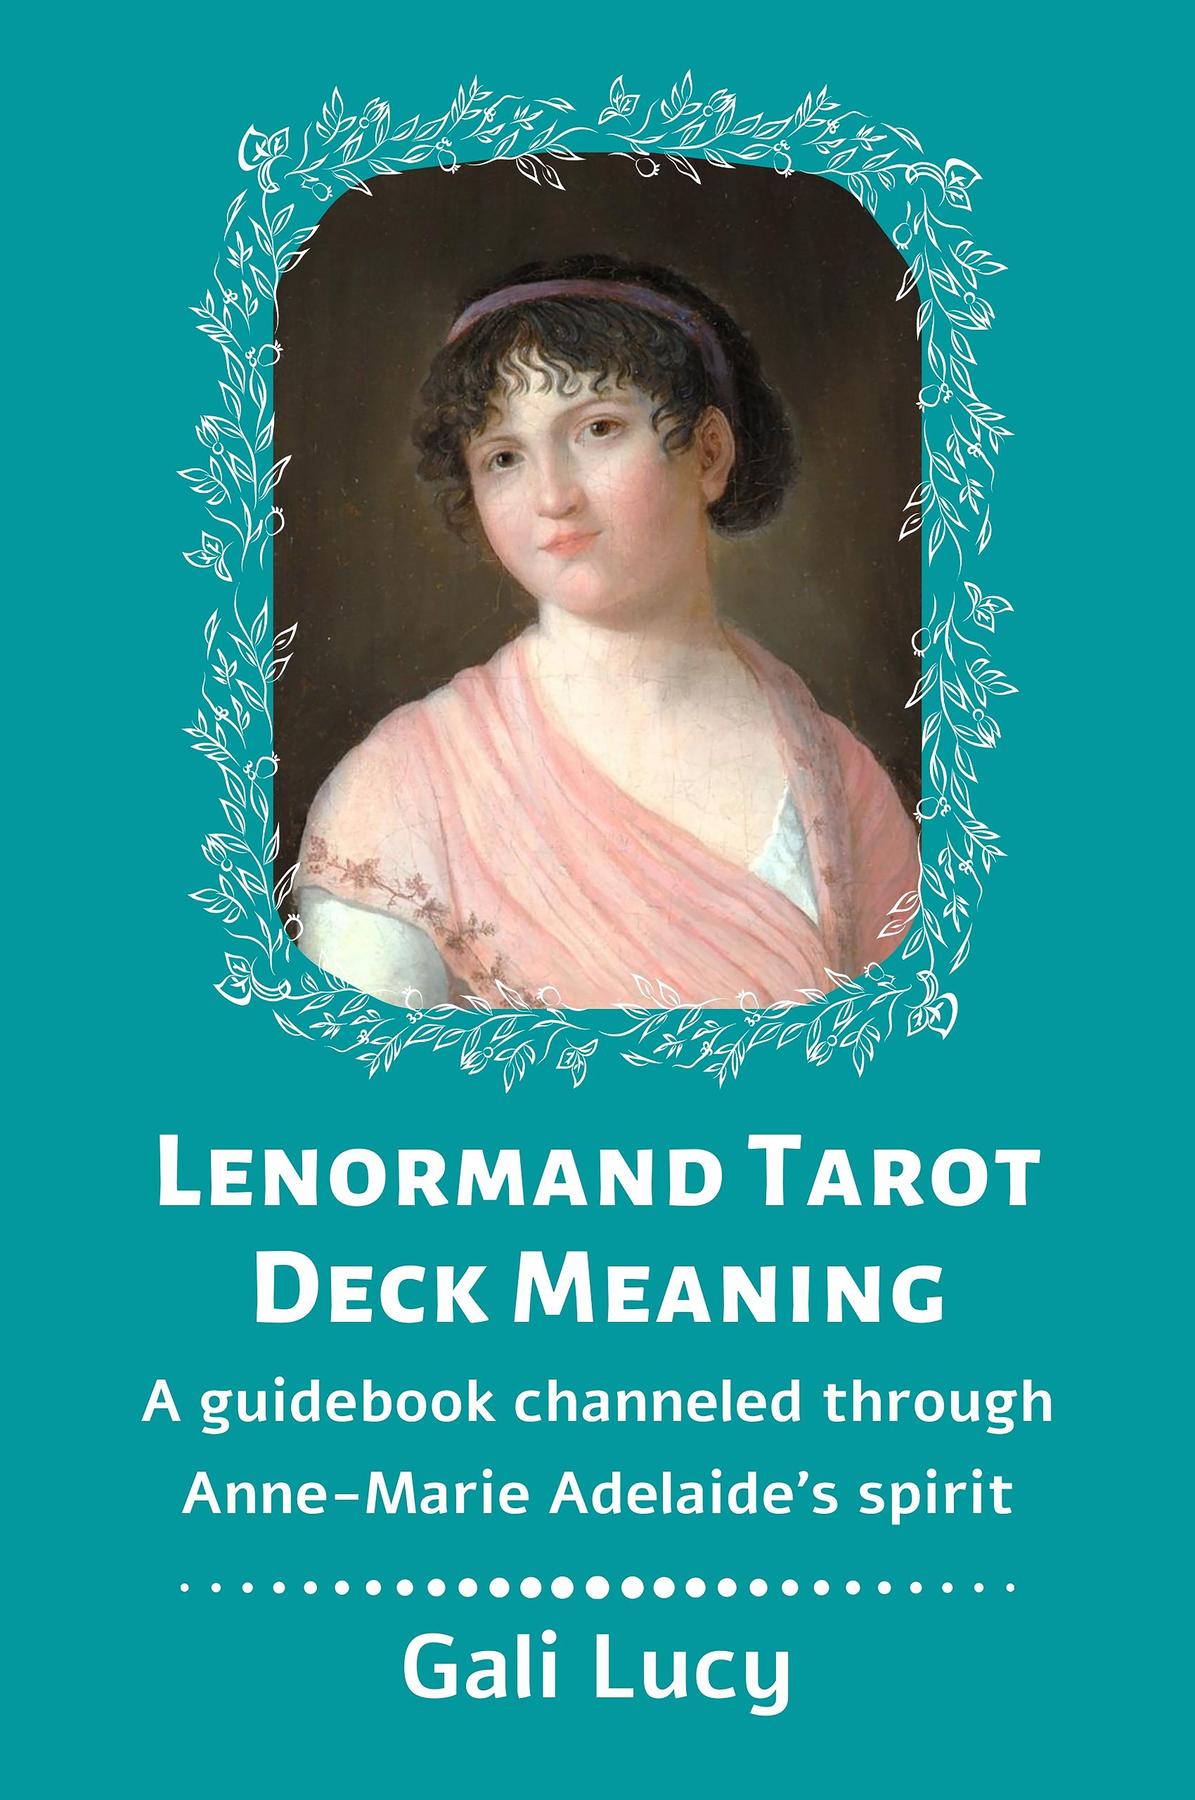 Lenormand Tarot
Deck Meaning
A guidebook channeled through
Anne-Marie Adelaide’s spirit
Gali Lucy